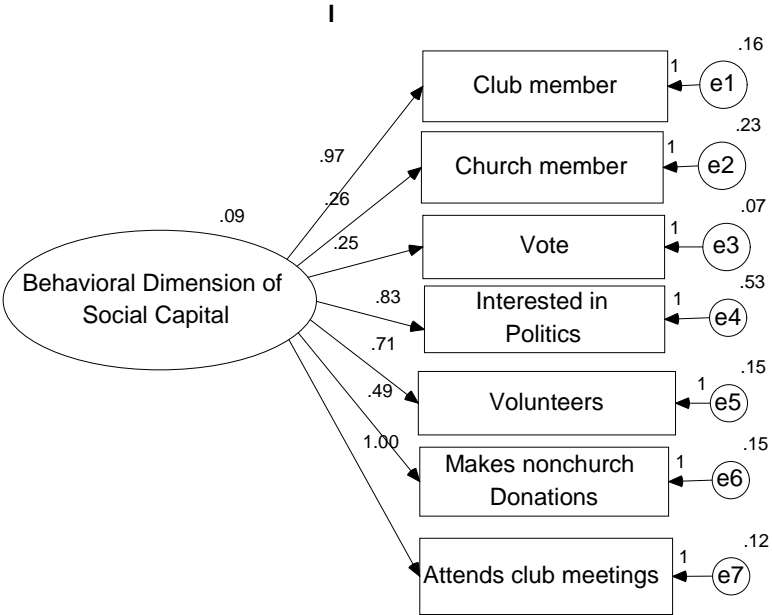 I
.16
1
Club member
e1
.23
.97
1
Church member
e2
.26
.07
.09
1
.25
Vote
e3
Behavioral Dimension of
Social Capital
.53
.83
1
Interested in
Politics
e4
.71
.15
.49
1
Volunteers
e5
1.00
.15
1
Makes nonchurch
Donations
e6
.12
1
Attends club meetings
e7